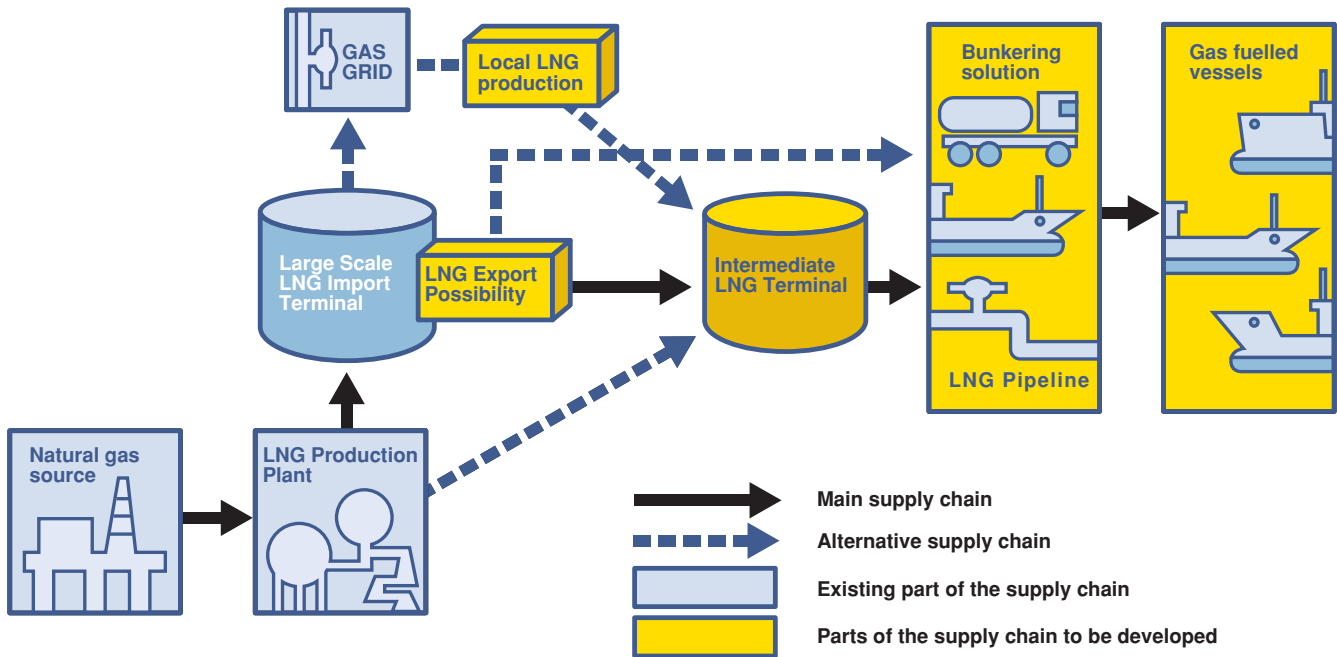 GAS
GRID
Local LNG
production
Bunkering
solution
Gas fuelled
vessels
Large Scale
LNG Import
Terminal
LNG Export
Possibility
Intermediate
LNG Terminal
LNG Pipeline
Natural gas
source
LNG Production
Plant
Main supply chain
Alternative supply chain
Existing part of the supply chain
Parts of the supply chain to be developed